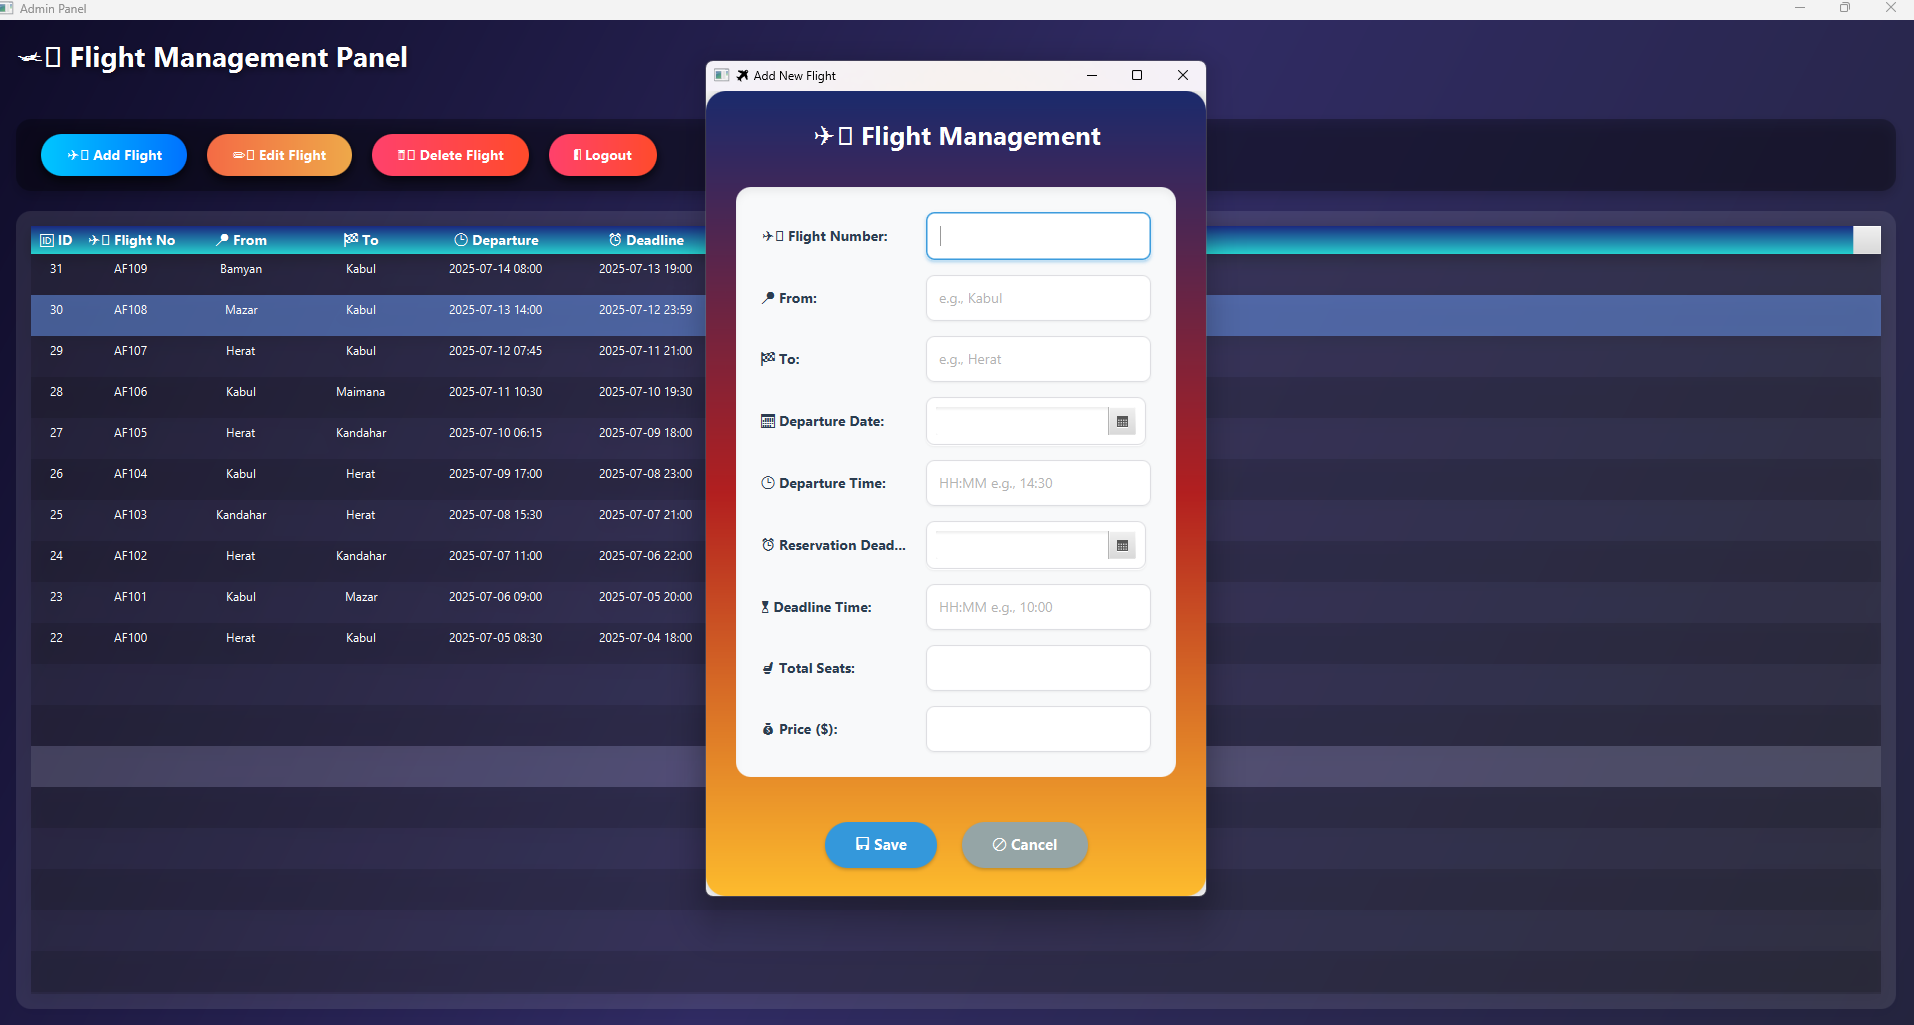 Admin Panel
Flight Management Panel
Add Flight
Edit Flight
Delete Flight
Logout
ID Flight No From To Departure Deadline
31 AF109 Bamyan Kabul 2025-07-14 08:00 2025-07-13 19:00
30 AF108 Mazar Kabul 2025-07-13 14:00 2025-07-12 23:59
29 AF107 Herat Kabul 2025-07-12 07:45 2025-07-11 21:00
28 AF106 Kabul Maimana 2025-07-11 10:30 2025-07-10 19:30
27 AF105 Herat Kandahar 2025-07-10 06:15 2025-07-09 18:00
26 AF104 Kabul Herat 2025-07-09 17:00 2025-07-08 23:00
25 AF103 Kandahar Herat 2025-07-08 15:30 2025-07-07 21:00
24 AF102 Herat Kandahar 2025-07-07 11:00 2025-07-06 22:00
23 AF101 Kabul Mazar 2025-07-06 09:00 2025-07-05 20:00
22 AF100 Herat Kabul 2025-07-05 08:30 2025-07-04 18:00
Add New Flight
Flight Management
Flight Number:
From: e.g., Kabul
To: e.g., Herat
Departure Date:
Departure Time: HH:MM e.g., 14:30
Reservation Dead...
Deadline Time: HH:MM e.g., 10:00
Total Seats:
Price ($):
Save
Cancel